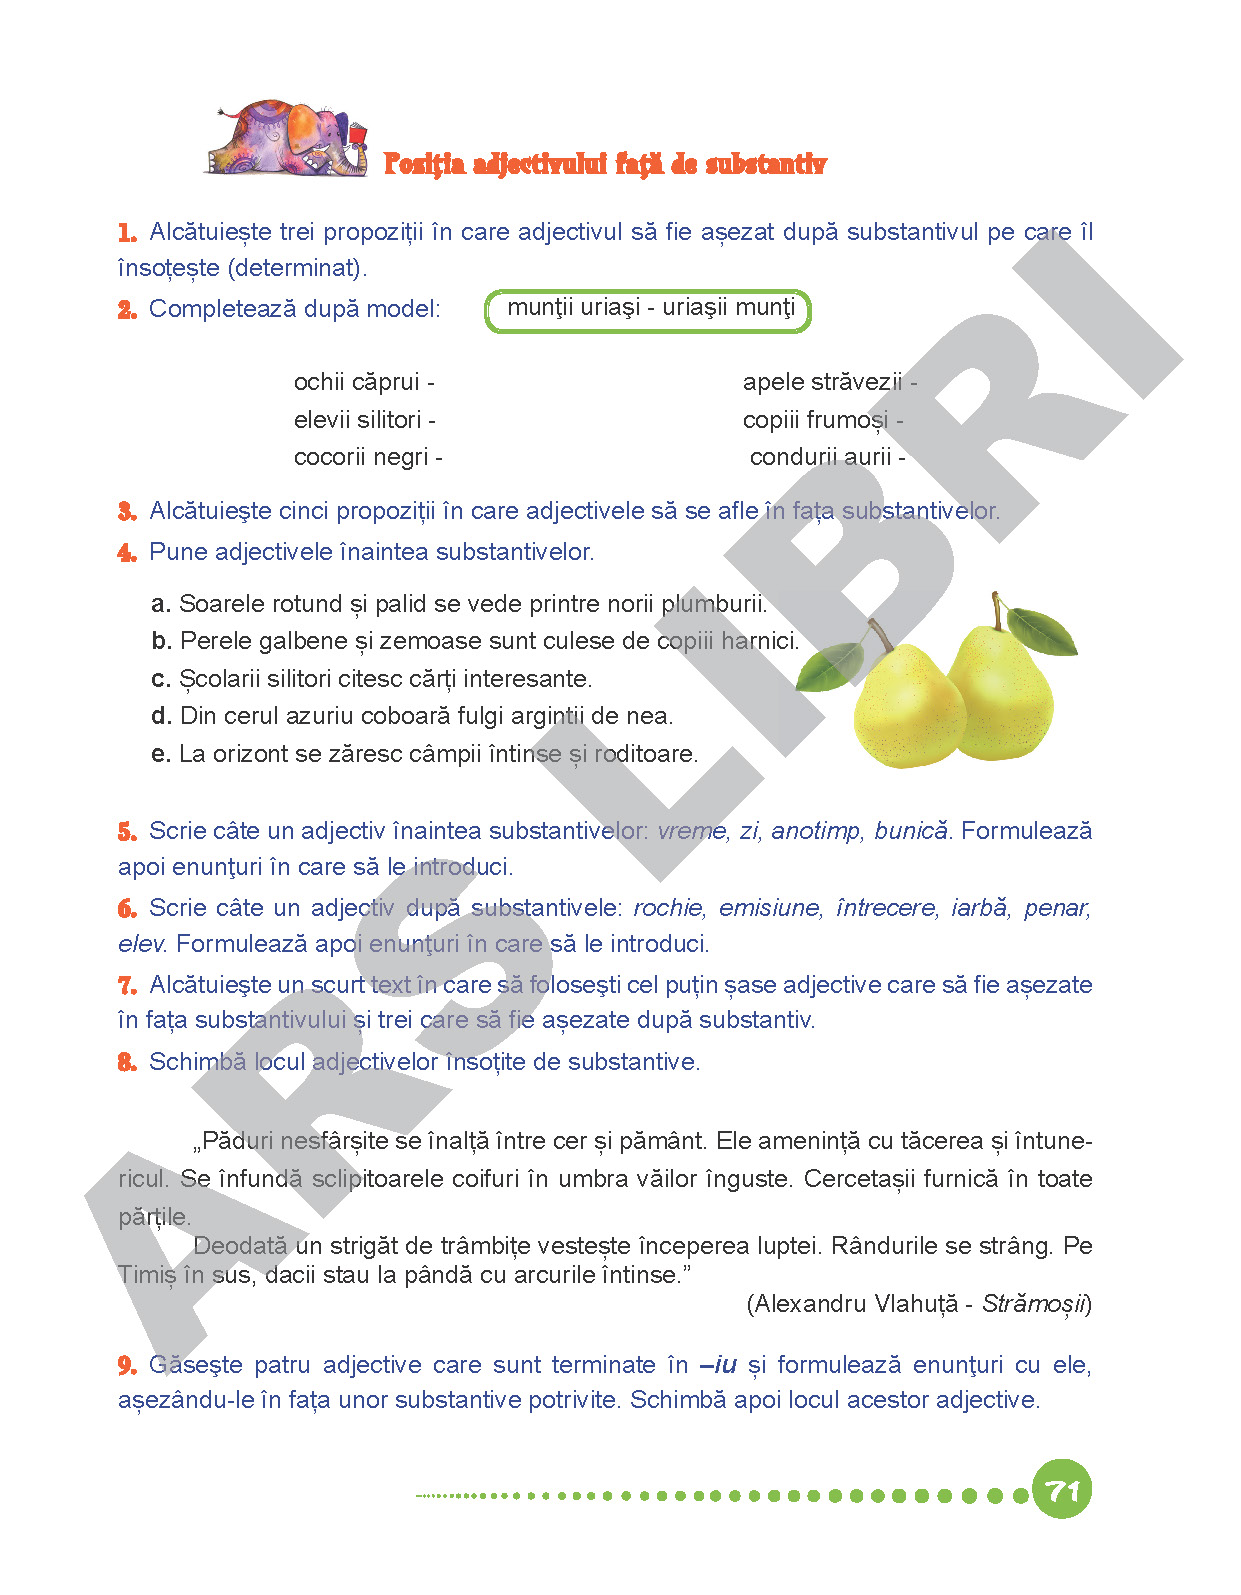 Poziția adjectivului față de substantiv
1. Alcătuiește trei propoziții în care adjectivul să fie așezat după substantivul pe care îl
însoțește (determinat).
2. Completează după model: munţii uriaşi - uriaşii munţi
ochii căprui - apele străvezii -
elevii silitori - copiii frumoși -
cocorii negri - condurii aurii -
3. Alcătuieşte cinci propoziții în care adjectivele să se afle în fața substantivelor.
4. Pune adjectivele înaintea substantivelor.
a. Soarele rotund și palid se vede printre norii plumburii.
b. Perele galbene și zemoase sunt culese de copiii harnici.
c. Școlarii silitori citesc cărți interesante.
d. Din cerul azuriu coboară fulgi argintii de nea.
e. La orizont se zăresc câmpii întinse și roditoare.
5. Scrie câte un adjectiv înaintea substantivelor: vreme, zi, anotimp, bunică. Formulează
apoi enunţuri în care să le introduci.
6. Scrie câte un adjectiv după substantivele: rochie, emisiune, întrecere, iarbă, penar,
elev. Formulează apoi enunţuri în care să le introduci.
7. Alcătuieşte un scurt text în care să foloseşti cel puțin șase adjective care să fie așezate
în fața substantivului și trei care să fie așezate după substantiv.
8. Schimbă locul adjectivelor însoțite de substantive.
„Păduri nesfârșite se înalță între cer și pământ. Ele amenință cu tăcerea și întune-
ricul. Se înfundă sclipitoarele coifuri în umbra văilor înguste. Cercetașii furnică în toate
părțile.
Deodată un strigăt de trâmbițe vestește începerea luptei. Rândurile se strâng. Pe
Timiș în sus, dacii stau la pândă cu arcurile întinse.”
(Alexandru Vlahuță - Strămoșii)
9. Găseşte patru adjective care sunt terminate în –iu și formulează enunţuri cu ele,
așezându-le în fața unor substantive potrivite. Schimbă apoi locul acestor adjective.
71
ARS LIBRI